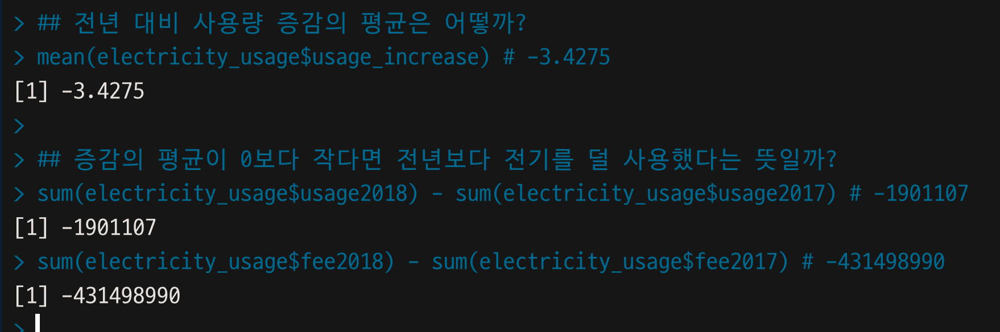 > ## 전년 대비 사용량 증감의 평균은 어떻까?
> mean(electricity_usage$usage_increase) # -3.4275
[1] -3.4275
>
> ## 증감의 평균이 0보다 작다면 전년보다 전기를 덜 사용했다는 뜻일까?
> sum(electricity_usage$usage2018) - sum(electricity_usage$usage2017) # -1901107
[1] -1901107
> sum(electricity_usage$fee2018) - sum(electricity_usage$fee2017) # -431498990
[1] -431498990
>